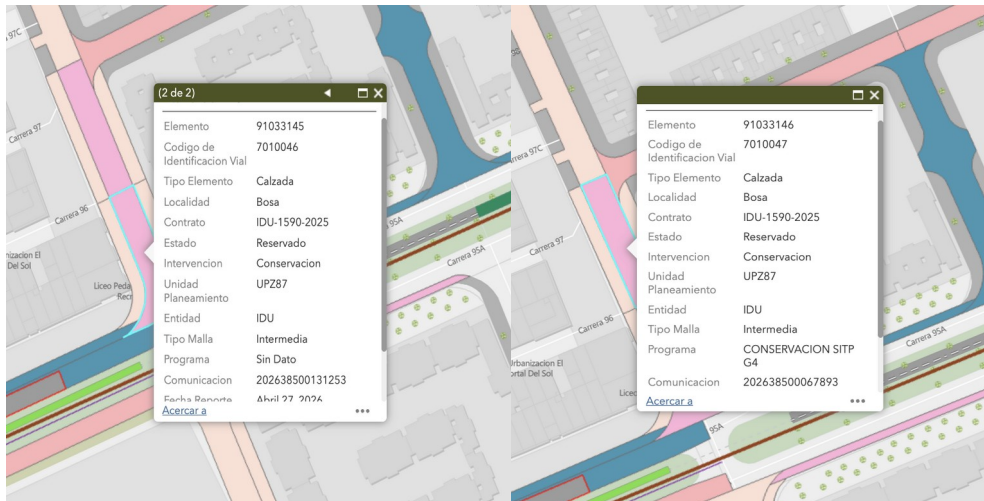 97C
Carrera 97
Carrera 96
nizacion El
Del Sol
Liceo Peda
Recr
95A
Carrera 95A
(2 de 2)
Elemento 91033145
Codigo de
Identificacion Vial 7010046
Tipo Elemento Calzada
Localidad Bosa
Contrato IDU-1590-2025
Estado Reservado
Intervencion Conservacion
Unidad
Planeamiento UPZ87
Entidad IDU
Tipo Malla Intermedia
Programa Sin Dato
Comunicacion 202638500131253
Fecha Reporte Abril 27, 2026
Acercar a
rrera 97C
Carrera 97
Carrera 96
Urbanizacion El
ortal Del Sol
Liceo
95A
Carrera 95A
Elemento 91033146
Codigo de
Identificacion Vial 7010047
Tipo Elemento Calzada
Localidad Bosa
Contrato IDU-1590-2025
Estado Reservado
Intervencion Conservacion
Unidad
Planeamiento UPZ87
Entidad IDU
Tipo Malla Intermedia
Programa CONSERVACION SITP
G4
Comunicacion 202638500067893
Acercar a